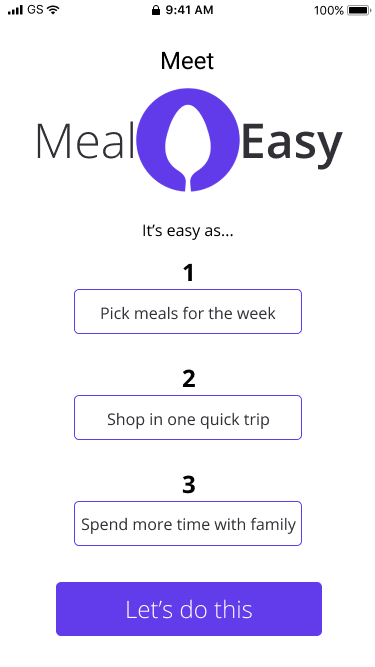 GS 9:41 AM 100%
Meet
Meal Easy
It's easy as...
1
Pick meals for the week
2
Shop in one quick trip
3
Spend more time with family
Let's do this